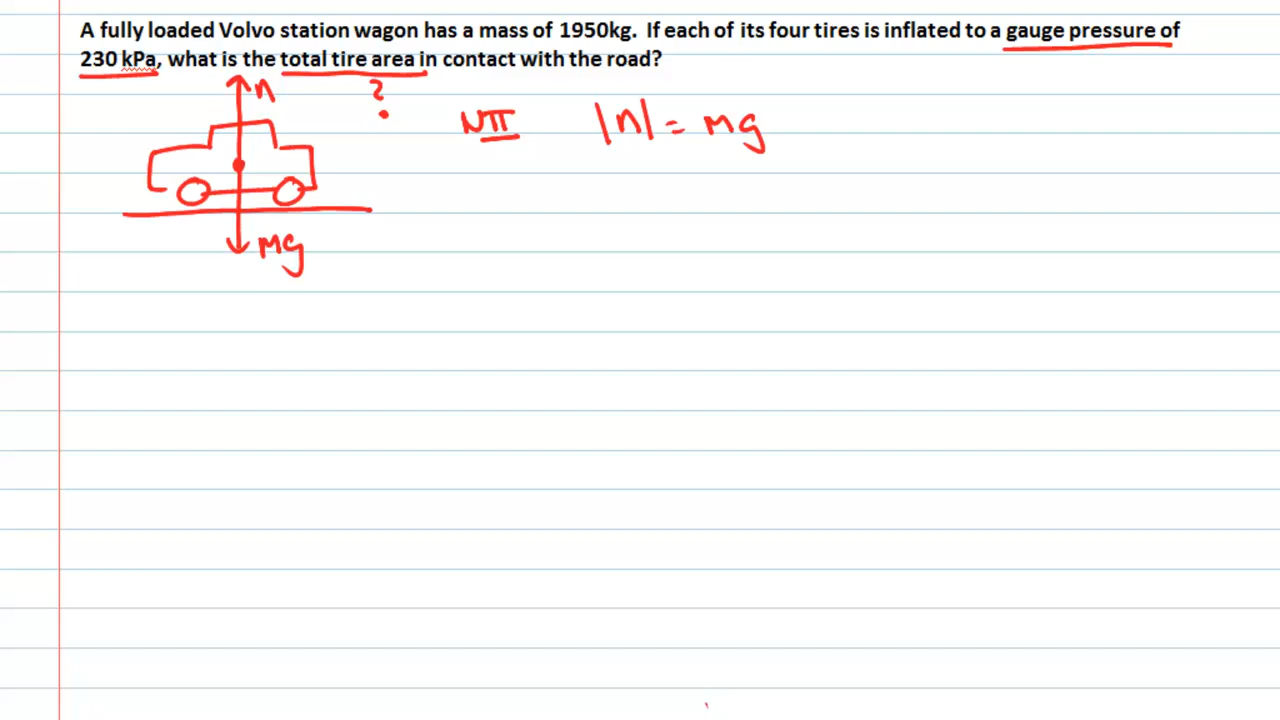 A fully loaded Volvo station wagon has a mass of 1950kg.  If each of its four tires is inflated to a gauge pressure of
230 kPa, what is the total tire area in contact with the road?
n
?
NII |n| = mg
mg